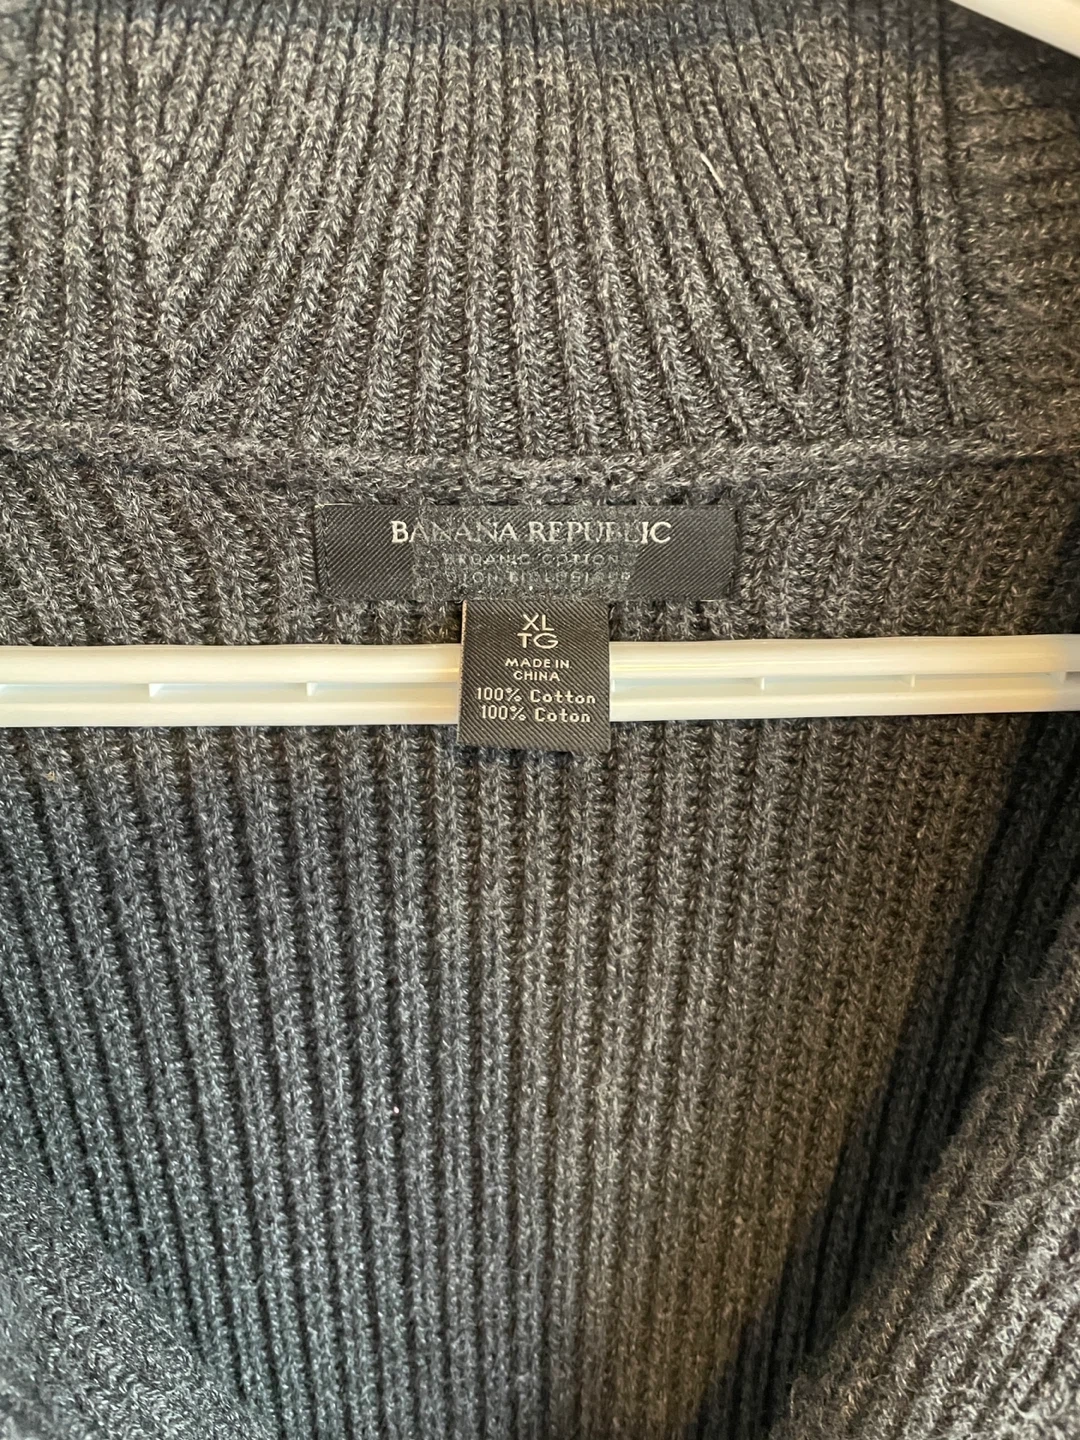 BANANA REPUBLIC
ORGANIC COTTON
XL
TG
MADE IN
CHINA
100% Cotton
100% Coton